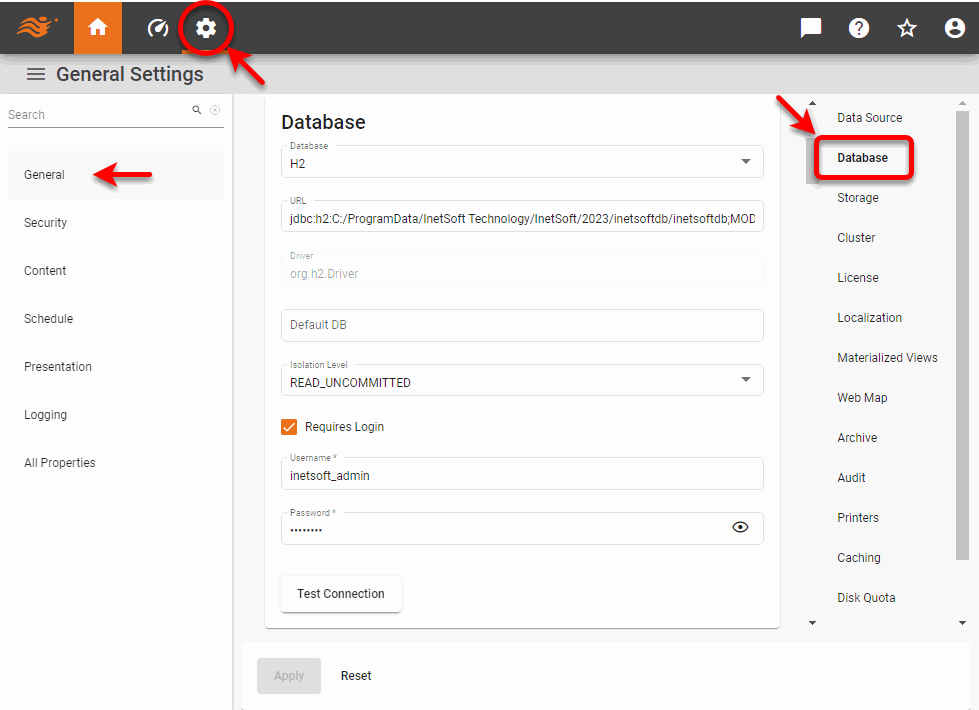 General Settings
Search
General
Security
Content
Schedule
Presentation
Logging
All Properties
Database
Database
H2
URL
jdbc:h2:C:/ProgramData/InetSoft Technology/InetSoft/2023/inetsoftdb/inetsoftdb;MOD
Driver
org.h2.Driver
Default DB
Isolation Level
READ_UNCOMMITTED
Requires Login
Username *
inetsoft_admin
Password *
••••••••
Test Connection
Apply
Reset
Data Source
Database
Storage
Cluster
License
Localization
Materialized Views
Web Map
Archive
Audit
Printers
Caching
Disk Quota